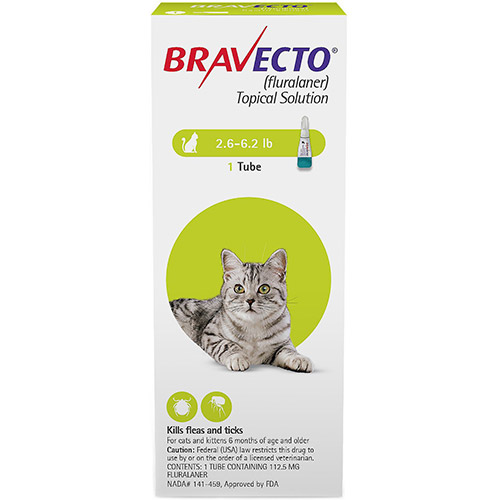 BRAVECTO®
(fluralaner)
Topical Solution
2.6-6.2 lb
1 Tube
Kills fleas and ticks
For cats and kittens 6 months of age and older
Caution: Federal (USA) law restricts this drug to
use by or on the order of a licensed veterinarian.
CONTENTS: 1 TUBE CONTAINING 112.5 MG
FLURALANER
NADA# 141-459, Approved by FDA